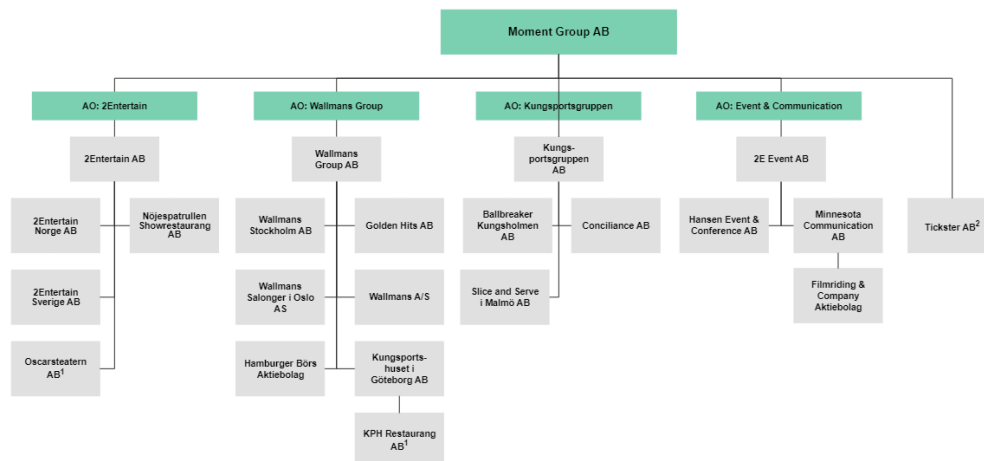 Moment Group AB
AO: 2Entertain
AO: Wallmans Group
AO: Kungsportsgruppen
AO: Event & Communication
2Entertain AB
Wallmans
Group AB
Kungs-
portsgruppen
AB
2E Event AB
2Entertain
Norge AB
Nöjespatrullen
Showrestaurang
AB
Wallmans
Stockholm AB
Golden Hits AB
Ballbreaker
Kungsholmen
AB
Conciliance AB
Hansen Event &
Conference AB
Minnesota
Communication
AB
Tickster AB²
2Entertain
Sverige AB
Wallmans
Salonger i Oslo
AS
Wallmans A/S
Slice and Serve
i Malmö AB
Filmriding &
Company
Aktiebolag
Oscarsteatern
AB¹
Hamburger Börs
Aktiebolag
Kungsports-
huset i
Göteborg AB
KPH Restaurang
AB¹